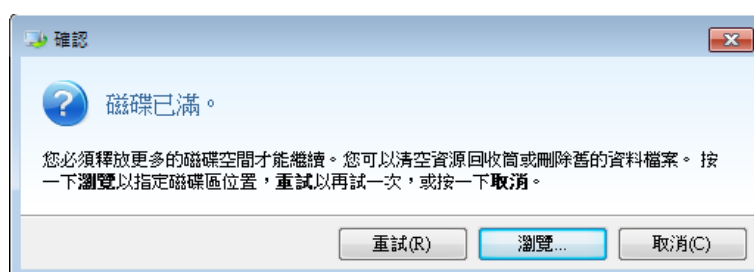 確認
磁碟已滿。
您必須釋放更多的磁碟空間才能繼續。您可以清空資源回收筒或刪除舊的資料檔案。 按
一下瀏覽以指定磁碟區位置，重試以再試一次，或按一下取消。
重試(R) 瀏覽... 取消(C)